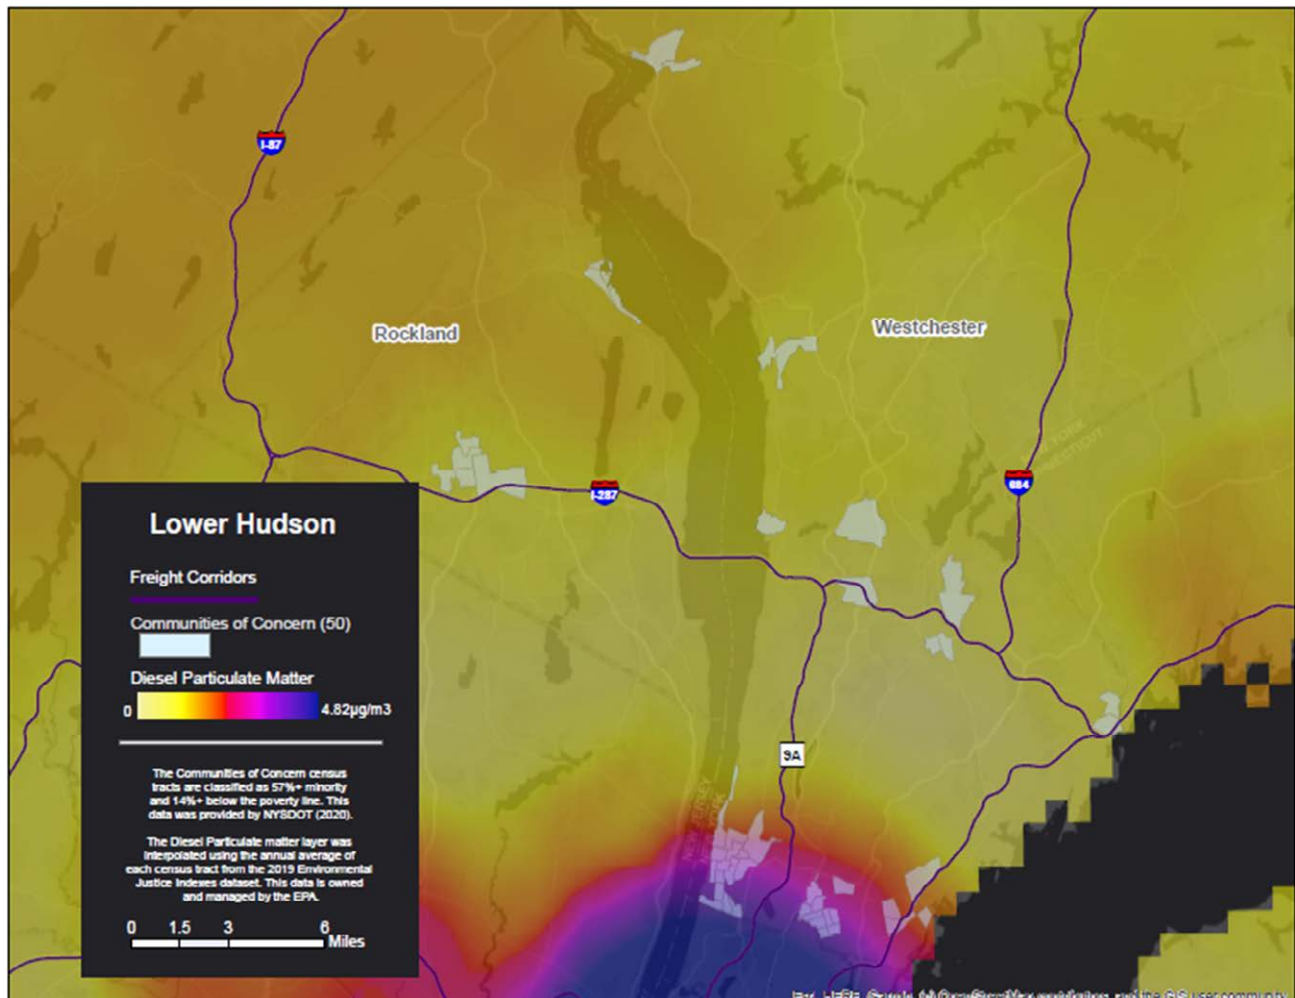 I-87
Rockland
Westchester
I-287
684
Lower Hudson
Freight Corridors
Communities of Concern (50)
Diesel Particulate Matter
0
4.82µg/m3
The Communities of Concern census
tracts are classified as 57%+ minority
and 14%+ below the poverty line. This
data was provided by NYSDOT (2020).
The Diesel Particulate matter layer was
interpolated using the annual average of
each census tract from the 2019 Environmental
Justice Indexes dataset. This data is owned
and managed by the EPA.
0 1.5 3 6
Miles
9A
NEW JERSEY
YORK